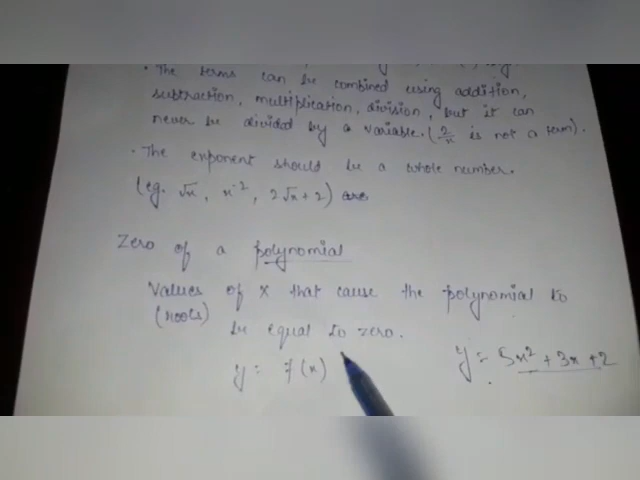 · The terms can be combined using addition,
subtraction, multiplication, division, but it can
never be divided by a variable. (2/x is not a term).
· The exponent should be a whole number.
(eg. √x, x⁻², 2√x + 2) are
Zero of a polynomial
Values of x that cause the polynomial to
(roots)
be equal to zero.
y = f(x)
y = 5x² + 3x + 2